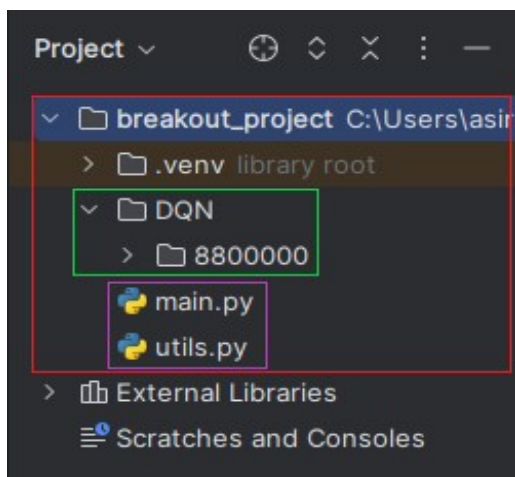 Project
breakout_project C:\Users\asir
.venv library root
DQN
8800000
main.py
utils.py
External Libraries
Scratches and Consoles